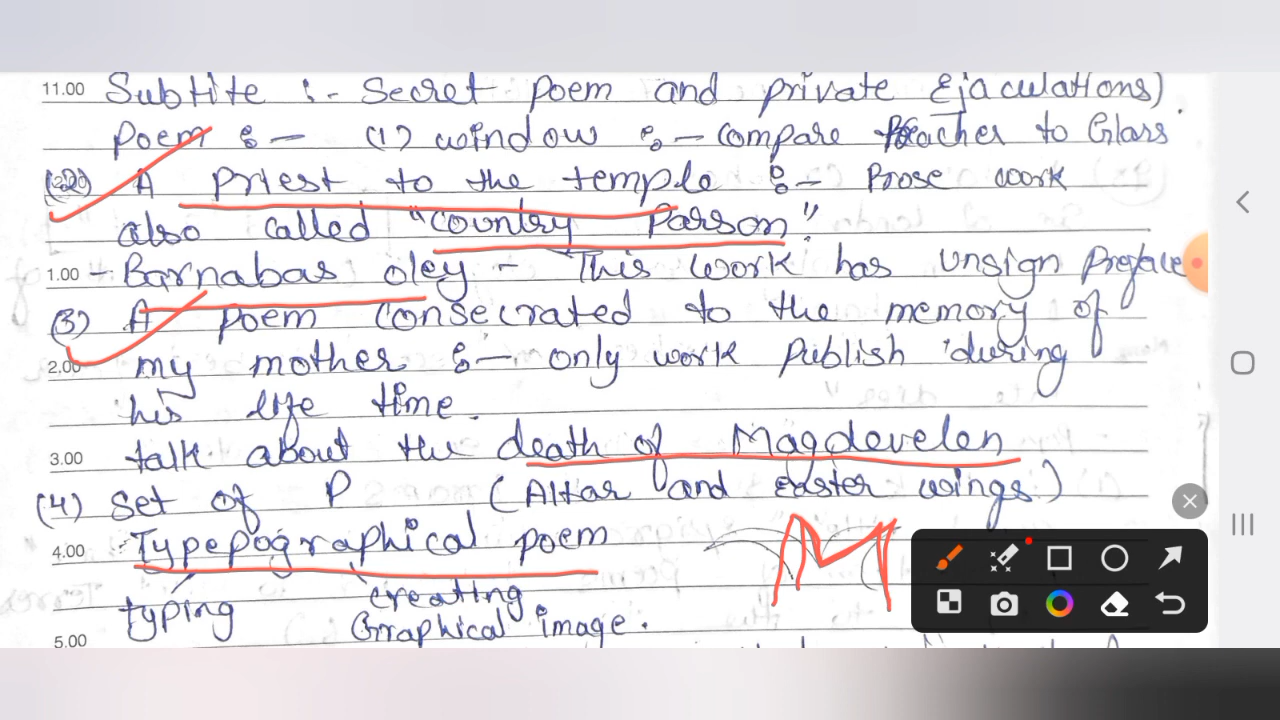 11.00 Subtite :- Secret poem and private Ejaculations)
Poem :- (1) window :- compare Preacher to Glass
(2) A Priest to the temple :- Prose work
also called "Country Parson"
1.00 - Barnabas oley - This work has unsign Preface
(3) A poem consecrated to the memory of
2.00 my mother :- only work Publish during
his life time.
3.00 talk about the death of Magdevelen
(4) Set of P (Altar and easter wings)
4.00 :- Typepographical poem
typing creating
Graphical image.
5.00